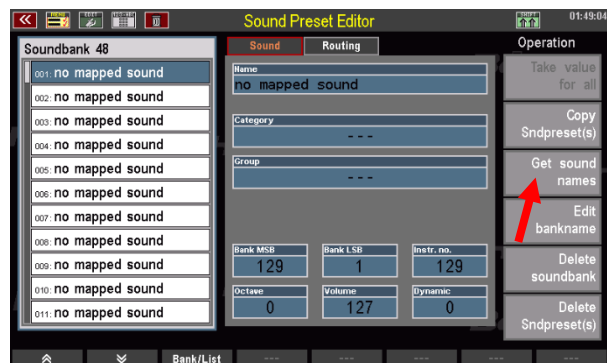 Sound Preset Editor
01:49:04
Soundbank 48
001: no mapped sound
002: no mapped sound
003: no mapped sound
004: no mapped sound
005: no mapped sound
006: no mapped sound
007: no mapped sound
008: no mapped sound
009: no mapped sound
010: no mapped sound
011: no mapped sound
Sound Routing
Name
no mapped sound
Category
---
Group
---
Bank MSB Bank LSB Instr. no.
129 1 129
Octave Volume Dynamic
0 127 0
Operation
Take value
for all
Copy
Sndpreset(s)
Get sound
names
Edit
bankname
Delete
soundbank
Delete
Sndpreset(s)
Bank/List --- --- --- --- ---